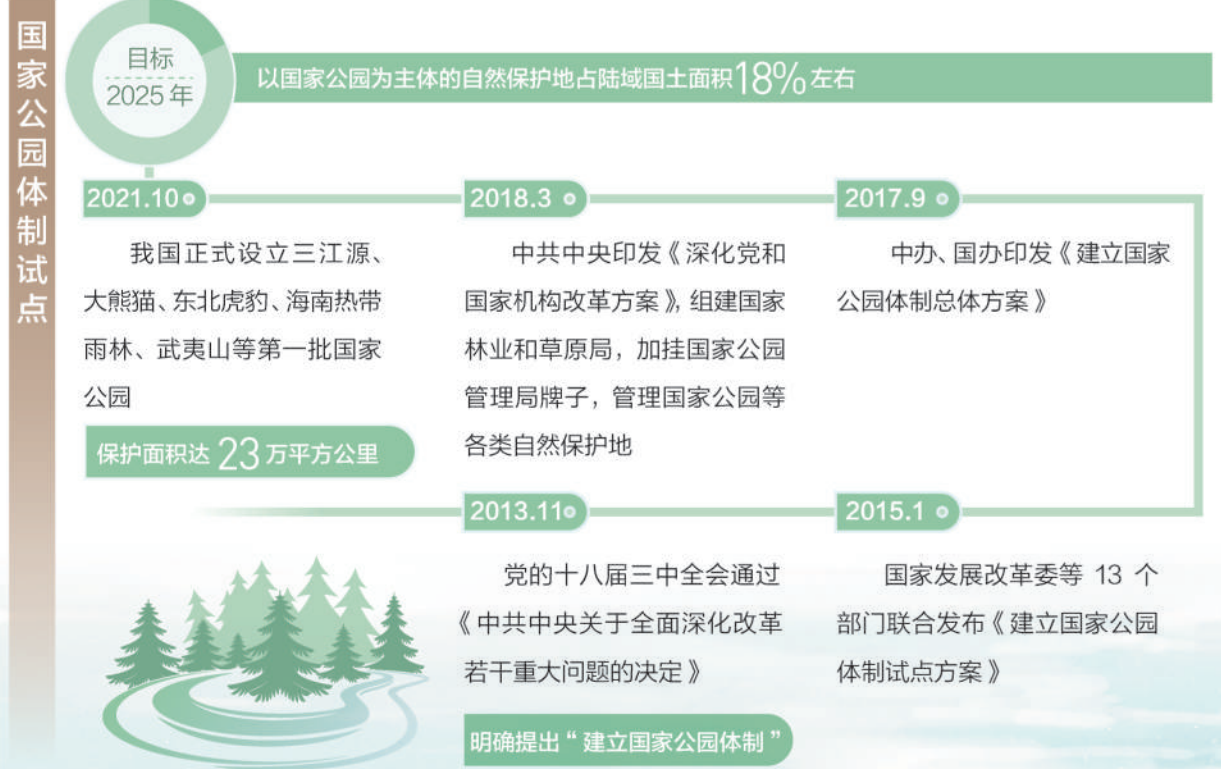 国家公园体制试点
目标
2025年
以国家公园为主体的自然保护地占陆域国土面积18%左右
2021.10
我国正式设立三江源、
大熊猫、东北虎豹、海南热带
雨林、武夷山等第一批国家
公园
保护面积达23万平方公里
2018.3
中共中央印发《深化党和
国家机构改革方案》,组建国家
林业和草原局，加挂国家公园
管理局牌子，管理国家公园等
各类自然保护地
2017.9
中办、国办印发《建立国家
公园体制总体方案》
2013.11
党的十八届三中全会通过
《中共中央关于全面深化改革
若干重大问题的决定》
明确提出“建立国家公园体制”
2015.1
国家发展改革委等 13 个
部门联合发布《建立国家公园
体制试点方案》